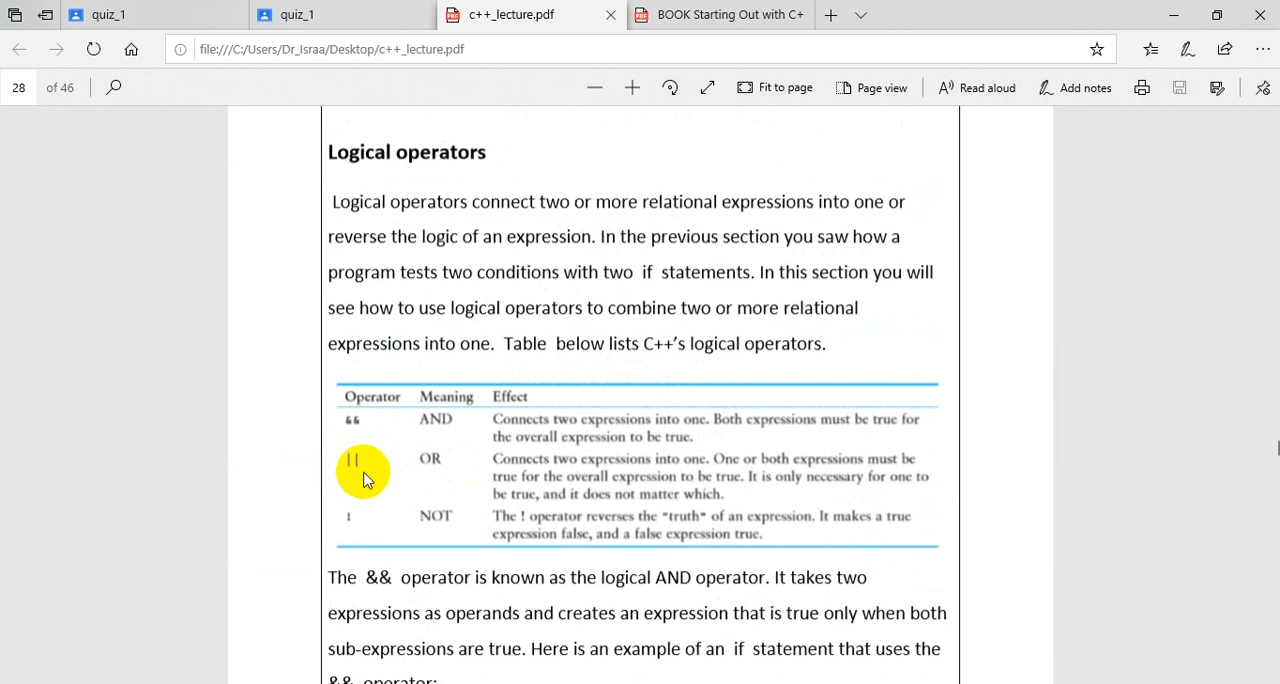 quiz_1
quiz_1
c++_lecture.pdf
BOOK Starting Out with C+
file:///C:/Users/Dr_Israa/Desktop/c++_lecture.pdf
28 of 46
Fit to page
Page view
Read aloud
Add notes
Logical operators
Logical operators connect two or more relational expressions into one or
reverse the logic of an expression. In the previous section you saw how a
program tests two conditions with two if statements. In this section you will
see how to use logical operators to combine two or more relational
expressions into one. Table below lists C++’s logical operators.
Operator Meaning Effect
&& AND Connects two expressions into one. Both expressions must be true for
the overall expression to be true.
|| OR Connects two expressions into one. One or both expressions must be
true for the overall expression to be true. It is only necessary for one to
be true, and it does not matter which.
! NOT The ! operator reverses the "truth" of an expression. It makes a true
expression false, and a false expression true.
The && operator is known as the logical AND operator. It takes two
expressions as operands and creates an expression that is true only when both
sub-expressions are true. Here is an example of an if statement that uses the
&& operator: